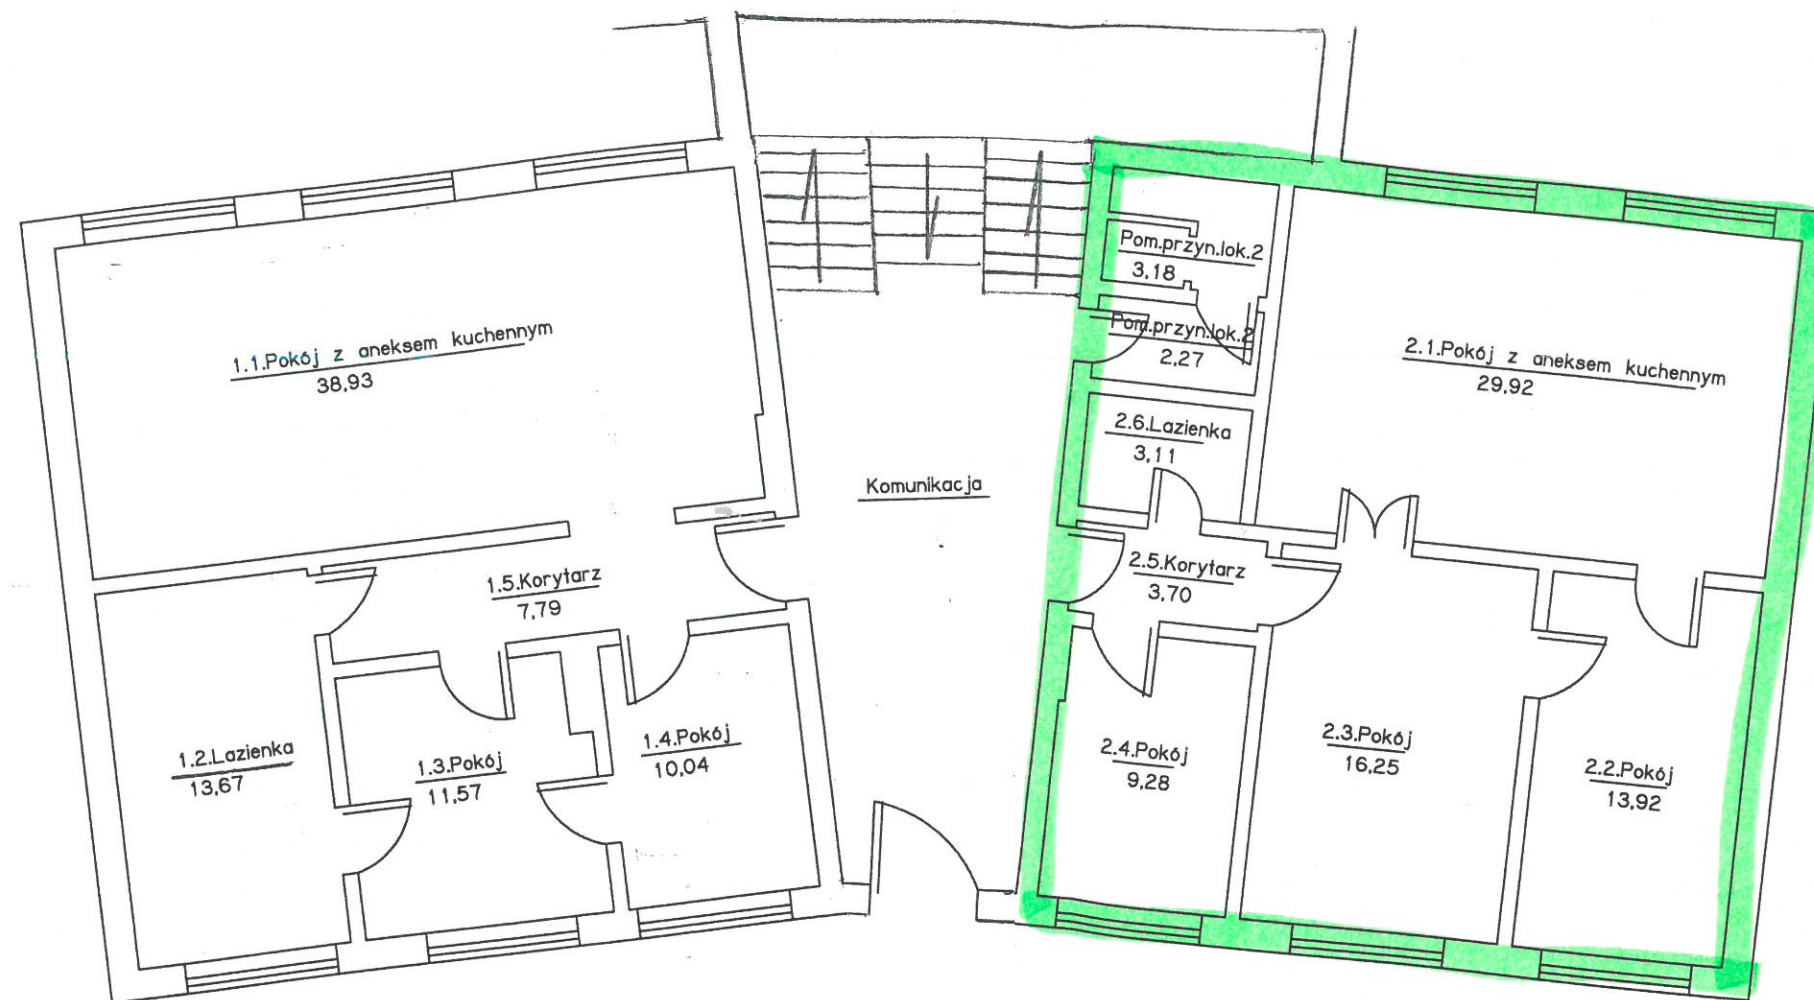 1.1.Pokój z aneksem kuchennym
38,93
1.5.Korytarz
7,79
1.2.Lazienka
13,67
1.3.Pokój
11,57
1.4.Pokój
10,04
Komunikacja
Pom.przyn.lok.2
3,18
Pom.przyn.lok.2
2,27
2.6.Lazienka
3,11
2.1.Pokój z aneksem kuchennym
29,92
2.5.Korytarz
3,70
2.4.Pokój
9,28
2.3.Pokój
16,25
2.2.Pokój
13,92